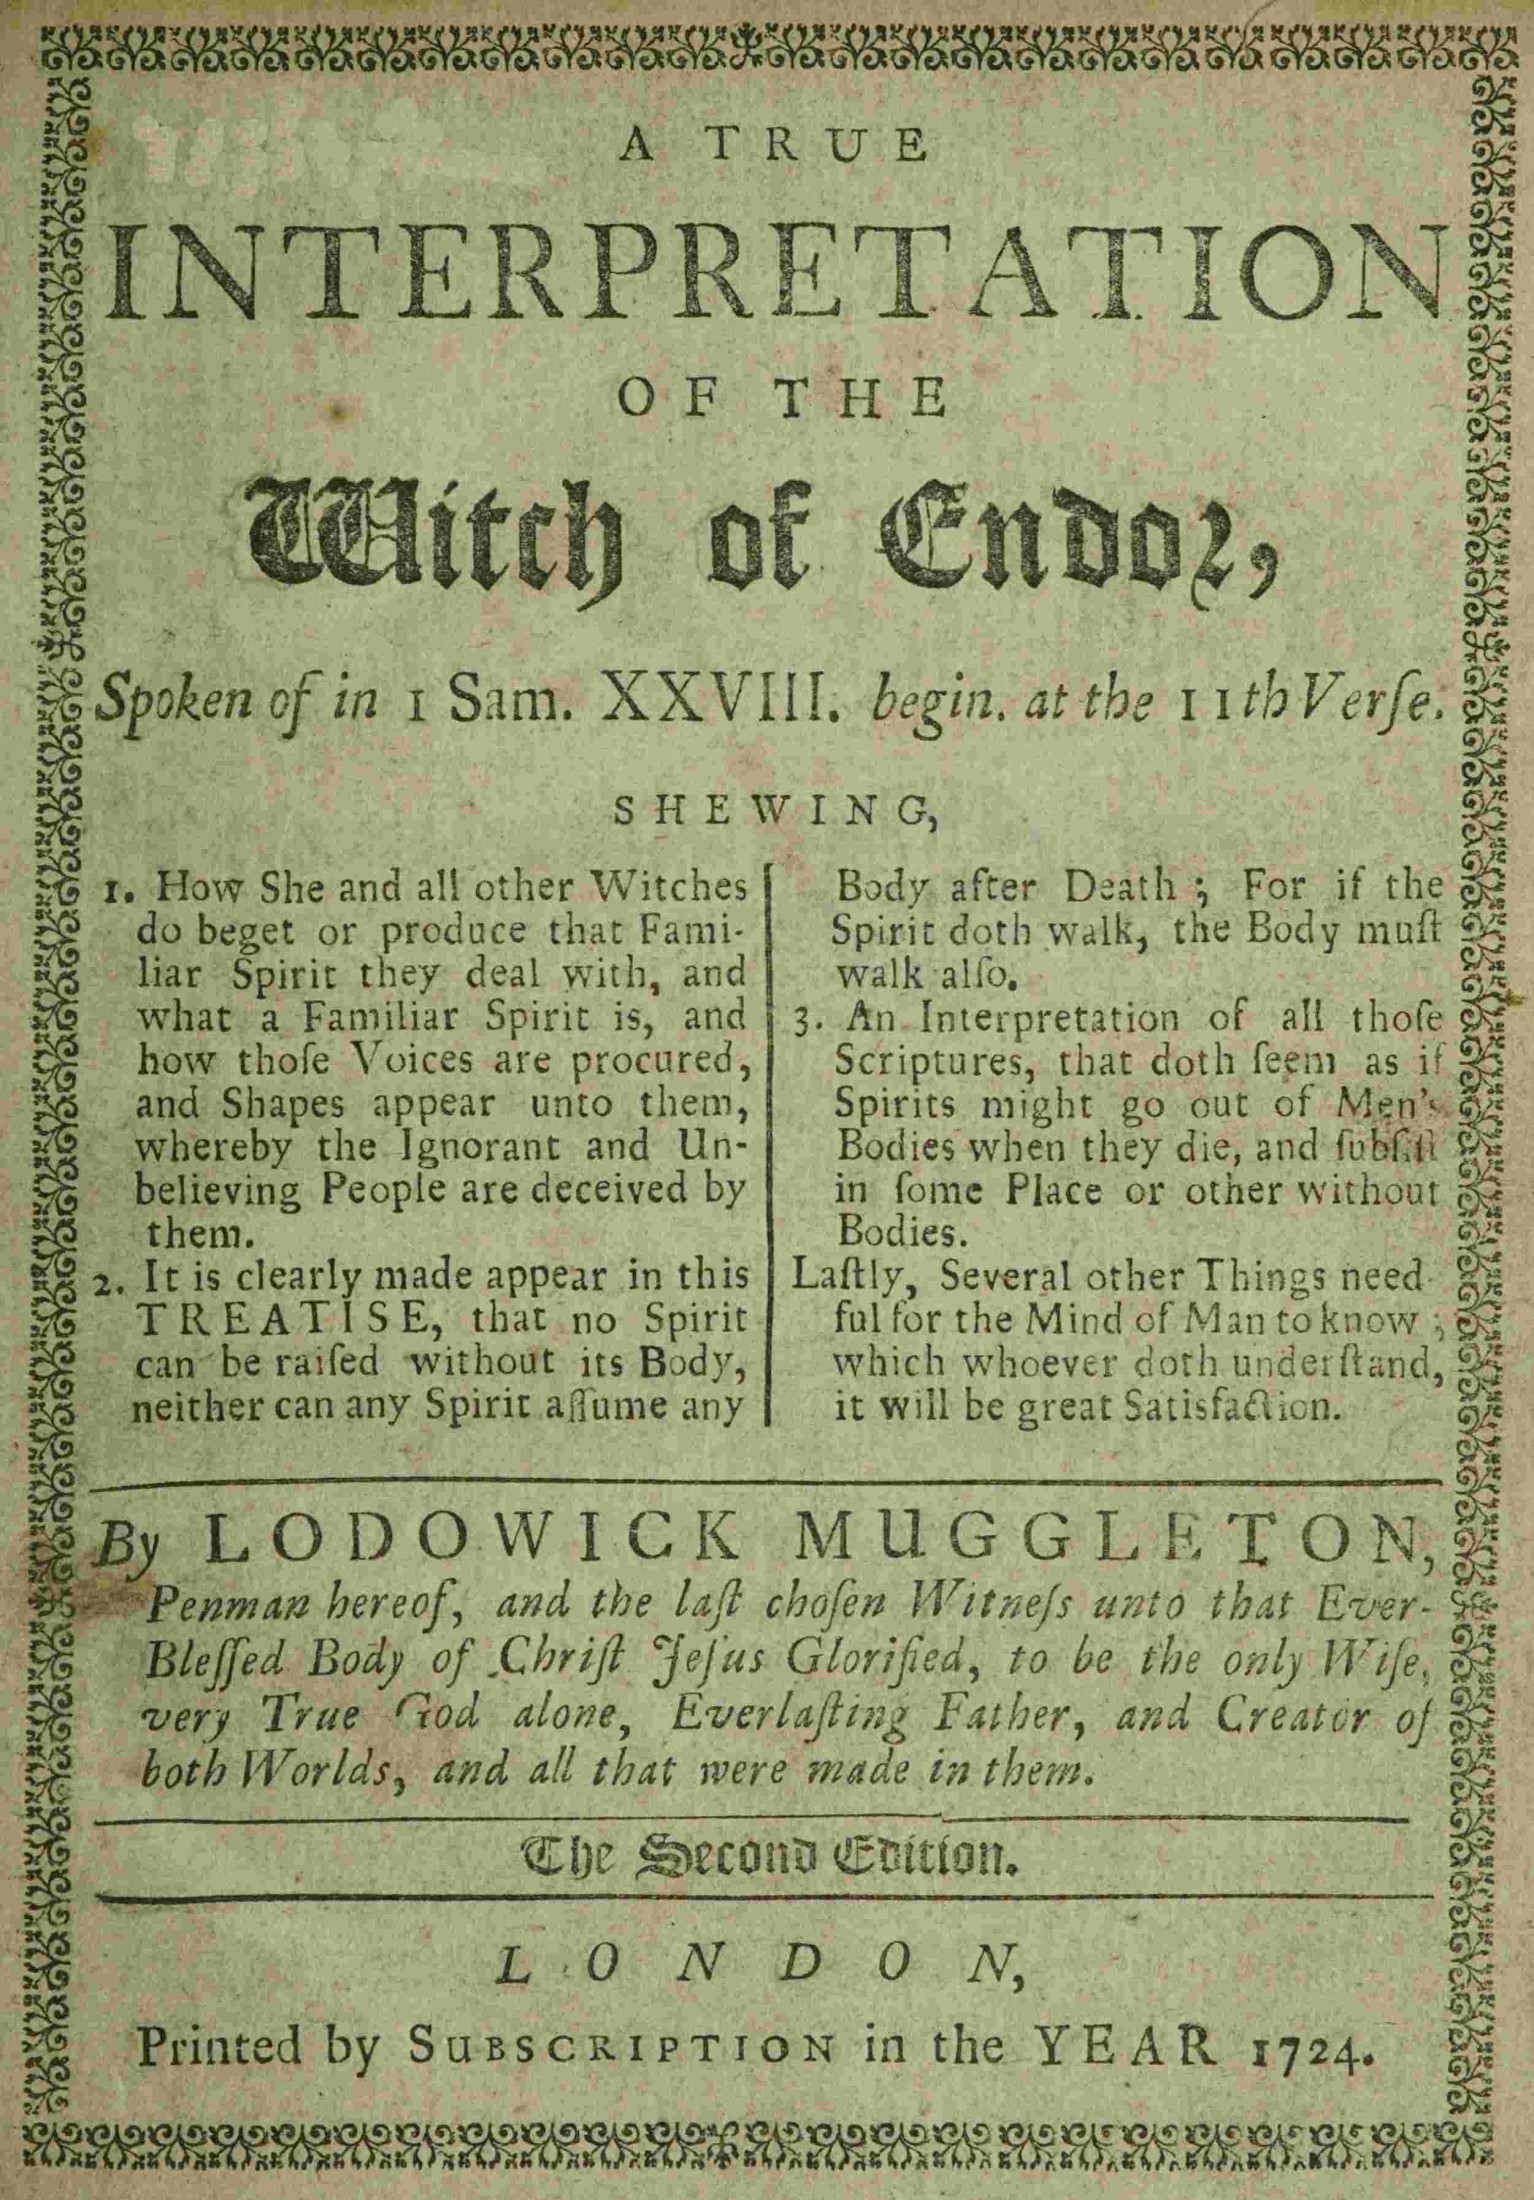 A TRUE
INTERPRETATION
OF THE
Witch of Endor,
Spoken of in 1 Sam. XXVIII. begin. at the 11th Verſe.
SHEWING,
1. How She and all other Witches
do beget or produce that Fami-
liar Spirit they deal with, and
what a Familiar Spirit is, and
how thoſe Voices are procured,
and Shapes appear unto them,
whereby the Ignorant and Un-
believing People are deceived by
them.
2. It is clearly made appear in this
TREATISE, that no Spirit
can be raiſed without its Body,
neither can any Spirit aſſume any
Body after Death ; For if the
Spirit doth walk, the Body muſt
walk alſo.
3. An Interpretation of all thoſe
Scriptures, that doth ſeem as if
Spirits might go out of Men's
Bodies when they die, and ſubſiſt
in ſome Place or other without
Bodies.
Laſtly, Several other Things need-
ful for the Mind of Man to know ;
which whoever doth underſtand,
it will be great Satisfaction.
By LODOWICK MUGGLETON,
Penman hereof, and the laſt choſen Witneſs unto that Ever-
Bleſſed Body of Chriſt Jeſus Glorified, to be the only Wiſe,
very True God alone, Everlaſting Father, and Creator of
both Worlds, and all that were made in them.
The Second Edition.
LONDON,
Printed by SUBSCRIPTION in the YEAR 1724.